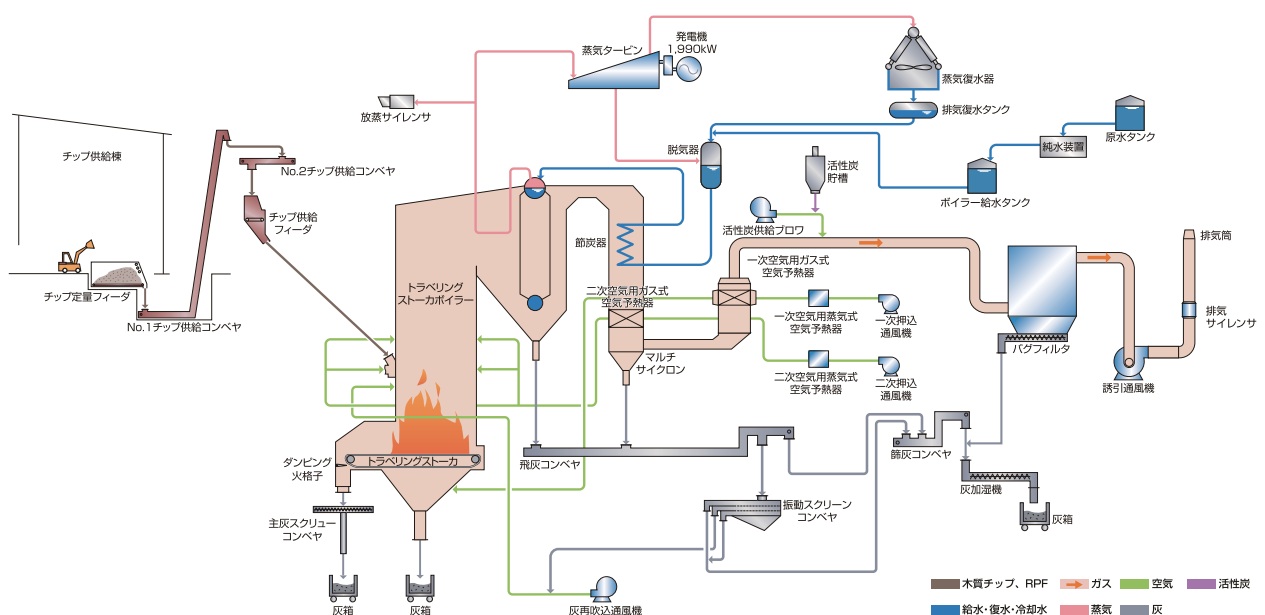 発電機
1,990kW
蒸気タービン
蒸気復水器
放蒸サイレンサ
排気復水タンク
原水タンク
チップ供給棟
脱気器
純水装置
No.2チップ供給コンベヤ
活性炭
貯槽
ボイラー給水タンク
チップ供給
フィーダ
活性炭供給ブロワ
節炭器
排気筒
一次空気用ガス式
空気予熱器
トラベリング
ストーカボイラー
二次空気用ガス式
空気予熱器
チップ定量フィーダ
No.1チップ供給コンベヤ
一次空気用蒸気式
空気予熱器
一次押込
通風機
排気
サイレンサ
バグフィルタ
マルチ
サイクロン
二次空気用蒸気式
空気予熱器
二次押込
通風機
誘引通風機
ダンピング
火格子
トラベリングストーカ
飛灰コンベヤ
篩灰コンベヤ
灰加湿機
振動スクリーン
コンベヤ
灰箱
主灰スクリュー
コンベヤ
灰箱
灰箱
灰再吹込通風機
木質チップ、RPF
ガス
空気
活性炭
給水・復水・冷却水
蒸気
灰